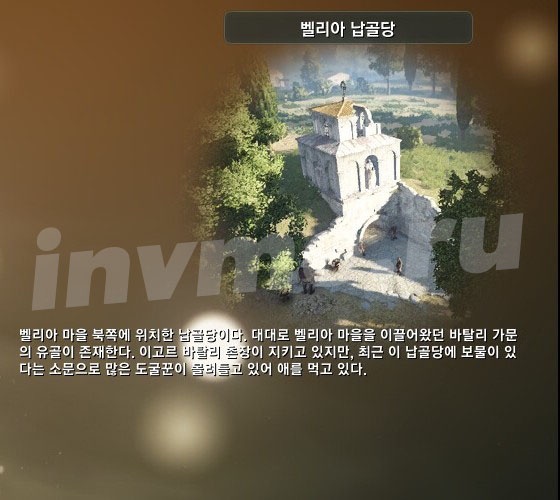 벨리아 납골당
벨리아 마을 북쪽에 위치한 납골당이다. 대대로 벨리아 마을을 이끌어왔던 바탈리 가문
의 유골이 존재한다. 이고르 바탈리 촌장이 지키고 있지만, 최근 이 납골당에 보물이 있
다는 소문으로 많은 도굴꾼이 몰려들고 있어 애를 먹고 있다.